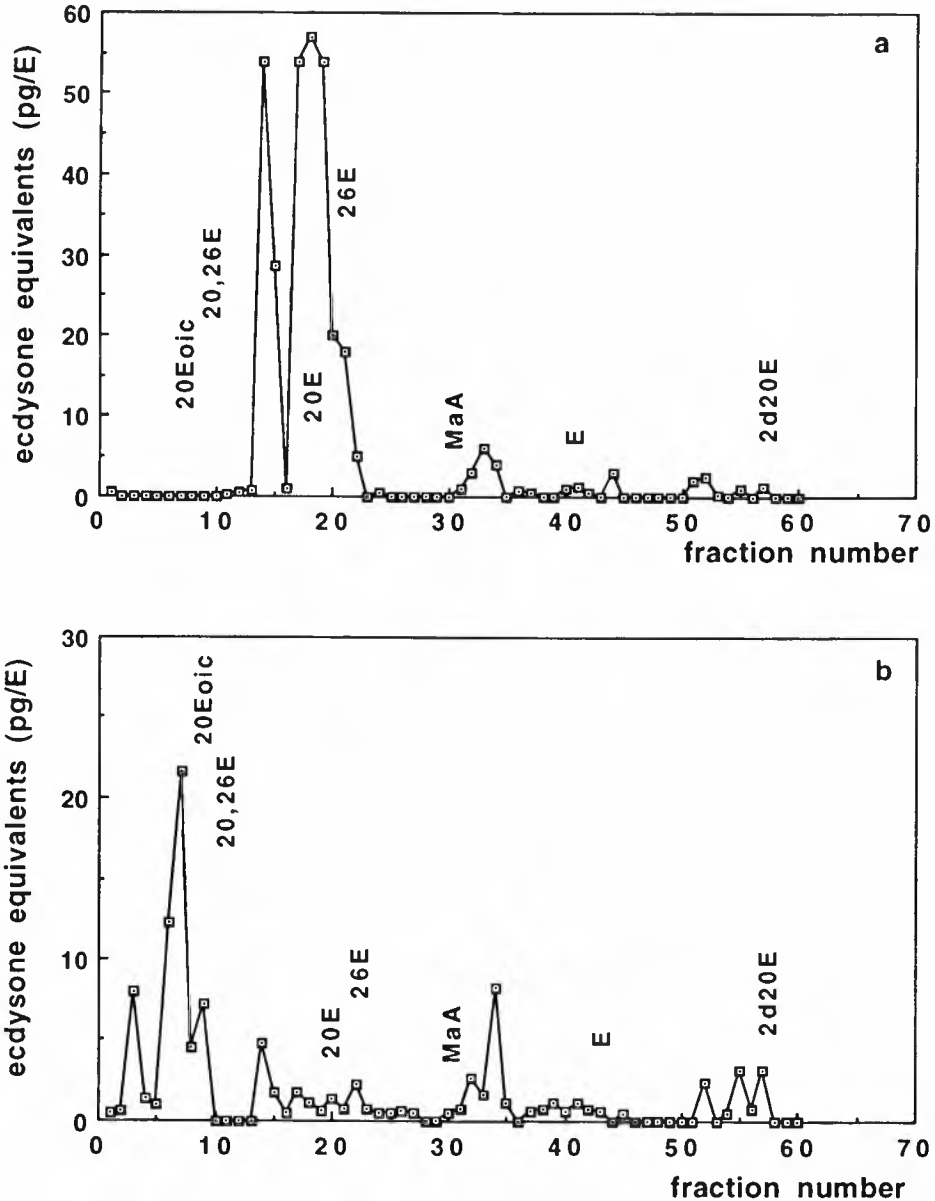 a
ecdysone equivalents (pg/E)
60
50
40
30
20
10
0
20Eoic
20,26E
20E
26E
MaA
E
2d20E
0 10 20 30 40 50 60 70
fraction number
b
ecdysone equivalents (pg/E)
30
20
10
0
20Eoic
20,26E
20E
26E
MaA
E
2d20E
0 10 20 30 40 50 60 70
fraction number